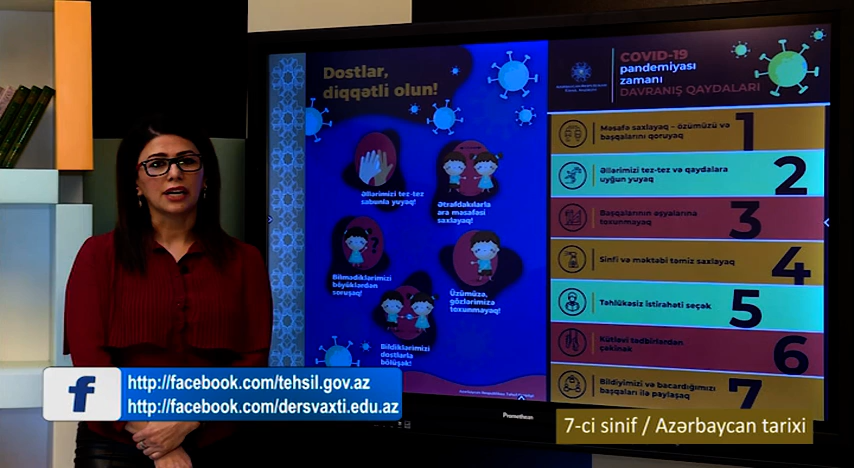 Dostlar,
diqqətli olun!
Əllərimizi tez-tez
sabunla yuyaq!
Ətrafdakılarla
ara məsafəsi
saxlayaq!
Bilmədiklərimizi
böyüklərdən
soruşaq!
Üzümüzə,
gözlərimizə
toxunmayaq!
Bildiklərimizi
dostlarla
bölüşək!
COVID-19
pandemiyası
zamanı
DAVRANIŞ QAYDALARI
Məsafə saxlayaq – özümüzü və
başqalarını qoruyaq
1
Əllərimizi tez-tez və qaydalara
uyğun yuyaq
2
Başqalarının əşyalarına
toxunmayaq
3
Sinfi və məktəbi təmiz saxlayaq
4
Təhlükəsiz istirahəti seçək
5
Kütləvi tədbirlərdən
çəkinək
6
Bildiyimizi və bacardığımızı
başqaları ilə paylaşaq
7
Promethean
f
http://facebook.com/tehsil.gov.az
http://facebook.com/dersvaxti.edu.az
7-ci sinif / Azərbaycan tarixi